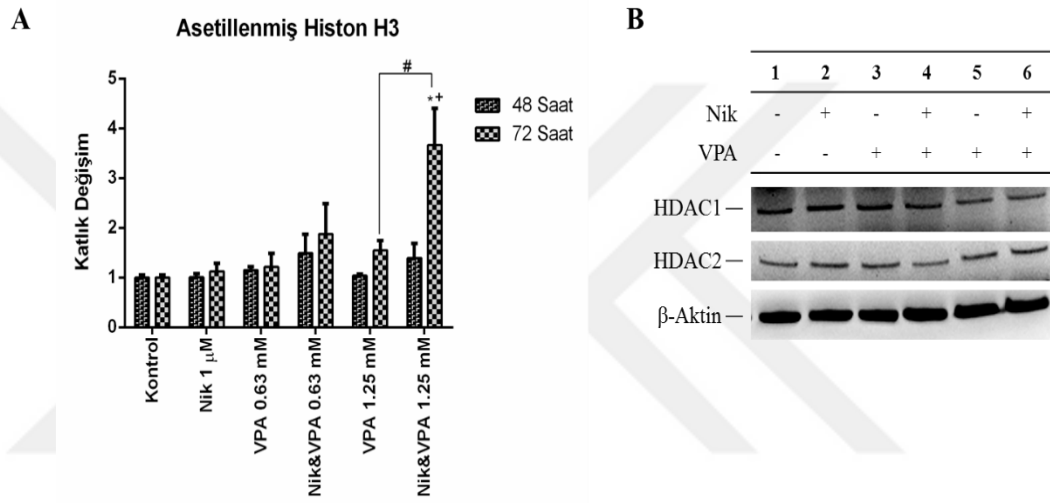 A
Asetillenmiş Histon H3
Katlık Değişim
5
4
3
2
1
0
#
*+
48 Saat
72 Saat
Kontrol
Nik 1 μM
VPA 0.63 mM
Nik&VPA 0.63 mM
VPA 1.25 mM
Nik&VPA 1.25 mM
B
1 2 3 4 5 6
Nik - + - + - +
VPA - - + + + +
HDAC1
HDAC2
β-Aktin